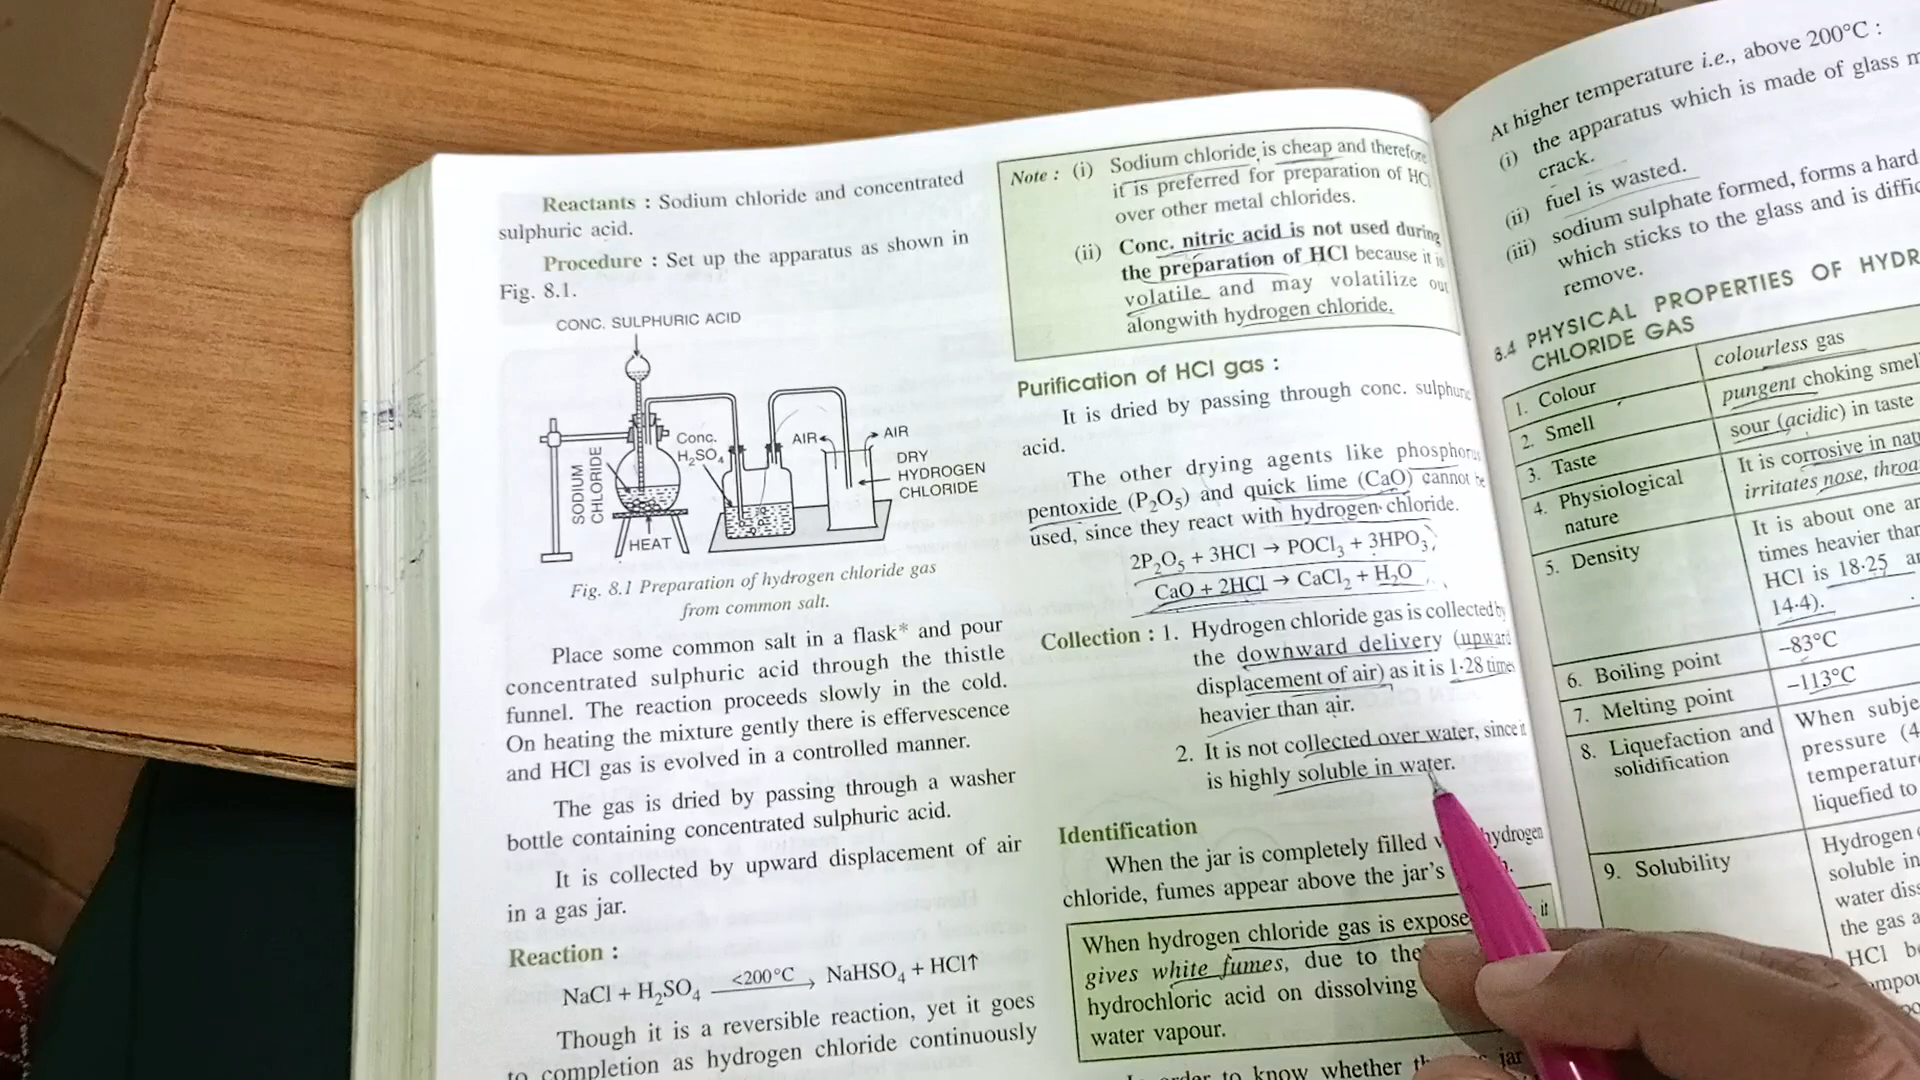 Reactants : Sodium chloride and concentrated
sulphuric acid.
Procedure : Set up the apparatus as shown in
Fig. 8.1.
CONC. SULPHURIC ACID
SODIUM
CHLORIDE
Conc.
H₂SO₄
AIR
AIR
DRY
HYDROGEN
CHLORIDE
HEAT
Fig. 8.1 Preparation of hydrogen chloride gas
from common salt.
Place some common salt in a flask* and pour
concentrated sulphuric acid through the thistle
funnel. The reaction proceeds slowly in the cold.
On heating the mixture gently there is effervescence
and HCl gas is evolved in a controlled manner.
The gas is dried by passing through a washer
bottle containing concentrated sulphuric acid.
It is collected by upward displacement of air
in a gas jar.
Reaction :
NaCl + H₂SO₄ <200°C → NaHSO₄ + HCl↑
Though it is a reversible reaction, yet it goes
to completion as hydrogen chloride continuously
Note : (i) Sodium chloride is cheap and therefore
it is preferred for preparation of HCl
over other metal chlorides.
(ii) Conc. nitric acid is not used during
the preparation of HCl because it is
volatile and may volatilize out
alongwith hydrogen chloride.
Purification of HCl gas :
It is dried by passing through conc. sulphuric
acid.
The other drying agents like phosphorus
pentoxide (P₂O₅) and quick lime (CaO) cannot be
used, since they react with hydrogen chloride.
2P₂O₅ + 3HCl → POCl₃ + 3HPO₃
CaO + 2HCl → CaCl₂ + H₂O
Collection : 1. Hydrogen chloride gas is collected by
the downward delivery (upward
displacement of air) as it is 1·28 times
heavier than air.
2. It is not collected over water, since it
is highly soluble in water.
Identification
When the jar is completely filled hydrogen
chloride, fumes appear above the jar's
When hydrogen chloride gas is expose it
gives white fumes, due to the
hydrochloric acid on dissolving
water vapour.
to know whether jar
At higher temperature i.e., above 200°C :
(i) the apparatus which is made of glass
crack.
(ii) fuel is wasted.
(iii) sodium sulphate formed, forms a hard
which sticks to the glass and is
remove.
8.4 PHYSICAL PROPERTIES OF HYDR
CHLORIDE GAS
1. Colour colourless gas
2. Smell pungent choking smel
3. Taste sour (acidic) in taste
4. Physiological
nature
It is corrosive in natu
irritates nose, throa
5. Density
It is about one an
times heavier than
HCl is 18·25
14·4).
6. Boiling point –83°C
7. Melting point –113°C
8. Liquefaction and
solidification
When subje
pressure (4
temperature
liquefied to
9. Solubility
Hydrogen
soluble in
water diss
the gas a
HCl be